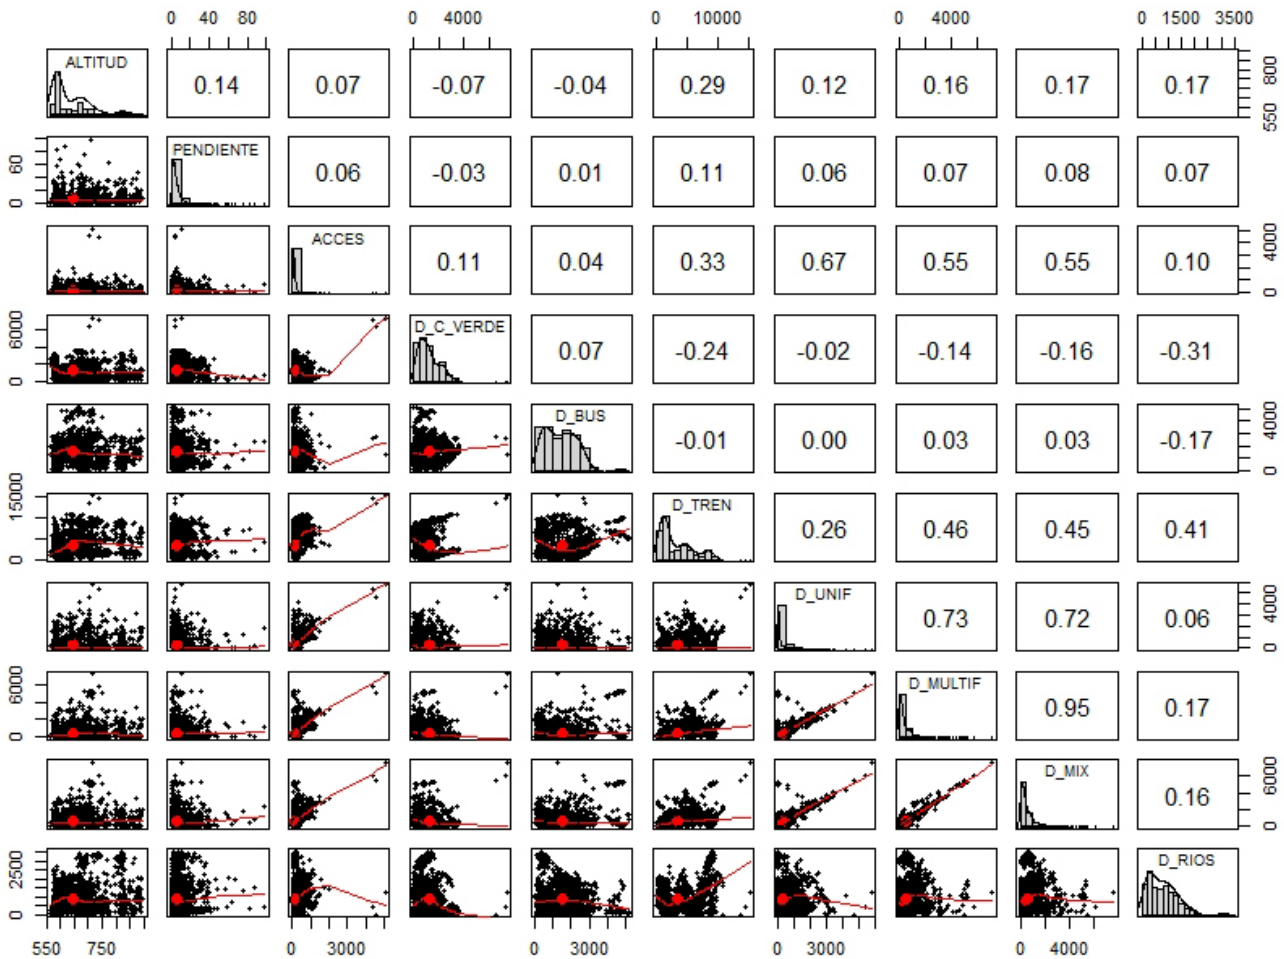 0 40 80 0 4000 0 10000 0 4000 0 1500 3500
ALTITUD 0.14 0.07 -0.07 -0.04 0.29 0.12 0.16 0.17 0.17 550 800
0 60 PENDIENTE 0.06 -0.03 0.01 0.11 0.06 0.07 0.08 0.07
ACCES 0.11 0.04 0.33 0.67 0.55 0.55 0.10 0 4000
0 6000 D_C_VERDE 0.07 -0.24 -0.02 -0.14 -0.16 -0.31
D_BUS -0.01 0.00 0.03 0.03 -0.17 0 4000
0 15000 D_TREN 0.26 0.46 0.45 0.41
D_UNIF 0.73 0.72 0.06 0 4000
0 6000 D_MULTIF 0.95 0.17
D_MIX 0.16 0 6000
0 2500 D_RIOS
550 750 0 3000 0 3000 0 3000 0 4000